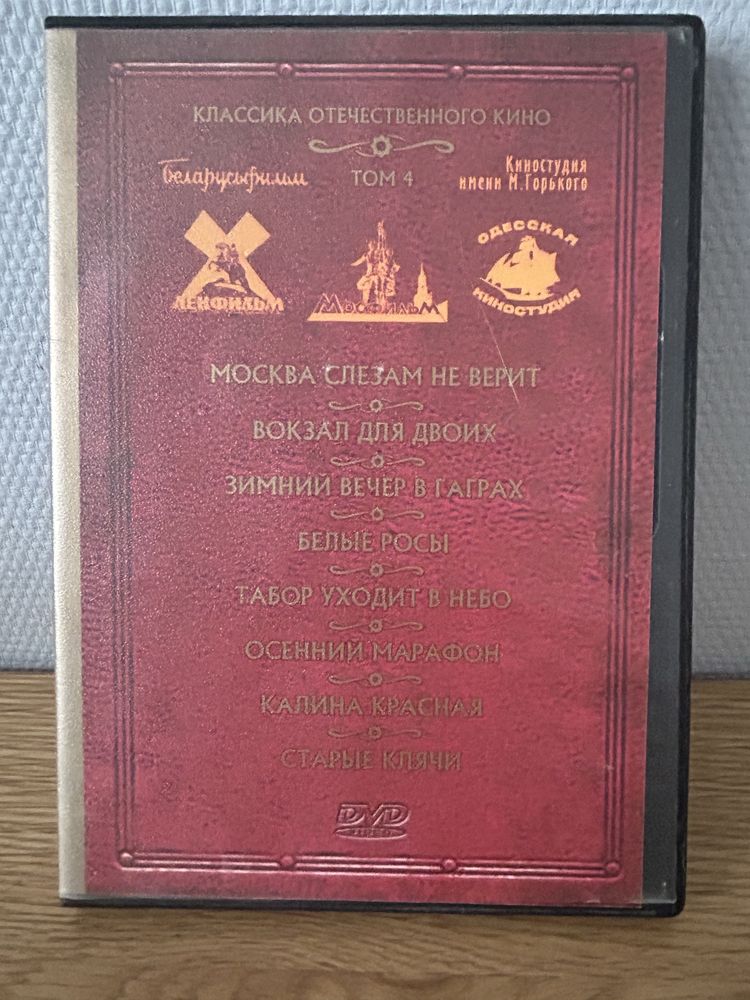 КЛАССИКА ОТЕЧЕСТВЕННОГО КИНО
Беларусьфильм
ТОМ 4
Киностудия
имени М.Горького
ЛЕНФИЛЬМ
МОСФИЛЬМ
ОДЕССКАЯ
КИНОСТУДИЯ
МОСКВА СЛЕЗАМ НЕ ВЕРИТ
ВОКЗАЛ ДЛЯ ДВОИХ
ЗИМНИЙ ВЕЧЕР В ГАГРАХ
БЕЛЫЕ РОСЫ
ТАБОР УХОДИТ В НЕБО
ОСЕННИЙ МАРАФОН
КАЛИНА КРАСНАЯ
СТАРЫЕ КЛЯЧИ
DVD
VIDEO